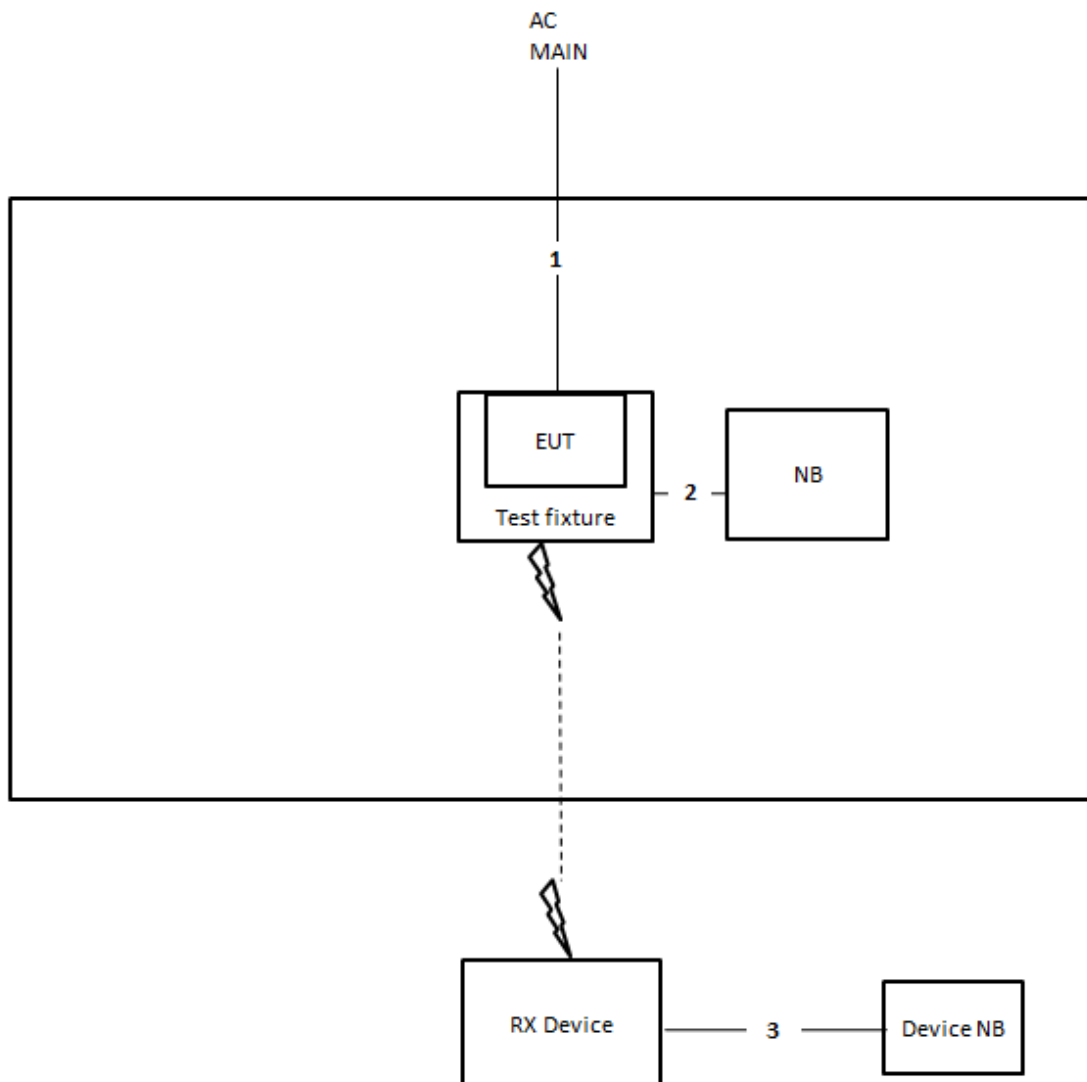 AC
MAIN
1
EUT
NB
2
Test fixture
RX Device
3
Device NB